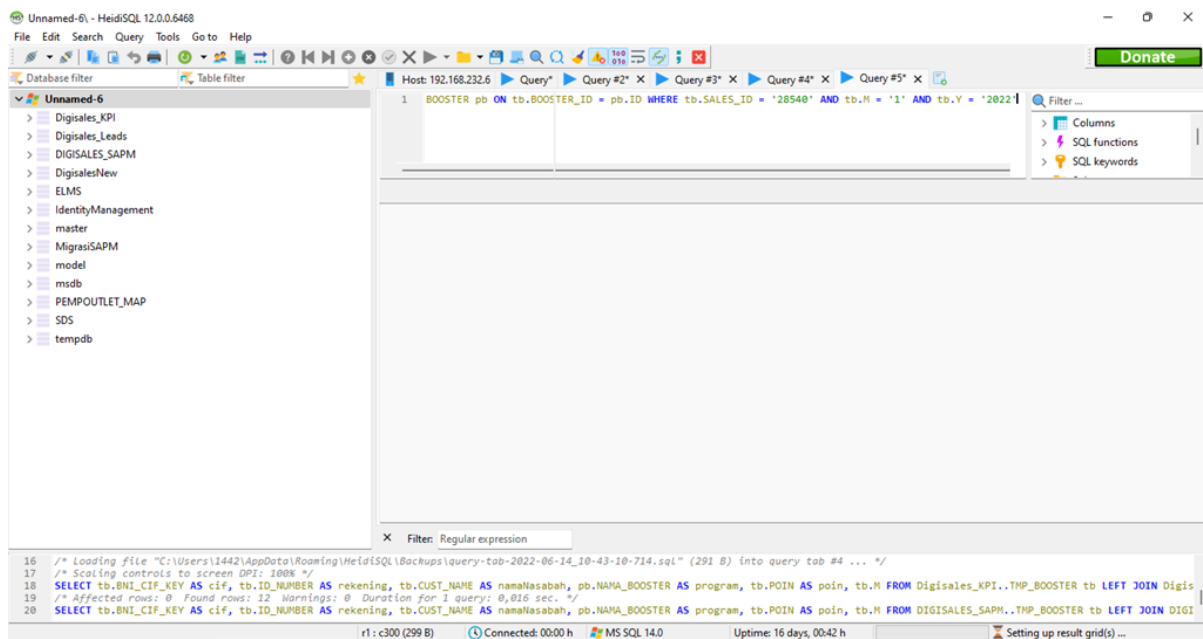 Unnamed-6\ - HeidiSQL 12.0.0.6468
File Edit Search Query Tools Go to Help
Donate
Database filter Table filter Host: 192.168.232.6 Query* Query #2* X Query #3* X Query #4* X Query #5* X
Unnamed-6
Digisales_KPI
Digisales_Leads
DIGISALES_SAPM
DigisalesNew
ELMS
IdentityManagement
master
MigrasiSAPM
model
msdb
PEMPOUTLET_MAP
SDS
tempdb
1 BOOSTER pb ON tb.BOOSTER_ID = pb.ID WHERE tb.SALES_ID = '28540' AND tb.M = '1' AND tb.Y = '2022'
Filter ...
Columns
SQL functions
SQL keywords
X Filter: Regular expression
16 /* Loading file "C:\Users\1442\AppData\Roaming\HeidiSQL\Backups\query-tab-2022-06-14_10-43-10-714.sql" (291 B) into query tab #4 ... */
17 /* Scaling controls to screen DPI: 100% */
18 SELECT tb.BNI_CIF_KEY AS cif, tb.ID_NUMBER AS rekening, tb.CUST_NAME AS namaNasabah, pb.NAMA_BOOSTER AS program, tb.POIN AS poin, tb.M FROM Digisales_KPI..TMP_BOOSTER tb LEFT JOIN Digis
19 /* Affected rows: 0 Found rows: 12 Warnings: 0 Duration for 1 query: 0,016 sec. */
20 SELECT tb.BNI_CIF_KEY AS cif, tb.ID_NUMBER AS rekening, tb.CUST_NAME AS namaNasabah, pb.NAMA_BOOSTER AS program, tb.POIN AS poin, tb.M FROM DIGISALES_SAPM..TMP_BOOSTER tb LEFT JOIN DIGI
r1 : c300 (299 B) Connected: 00:00 h MS SQL 14.0 Uptime: 16 days, 00:42 h Setting up result grid(s) ...